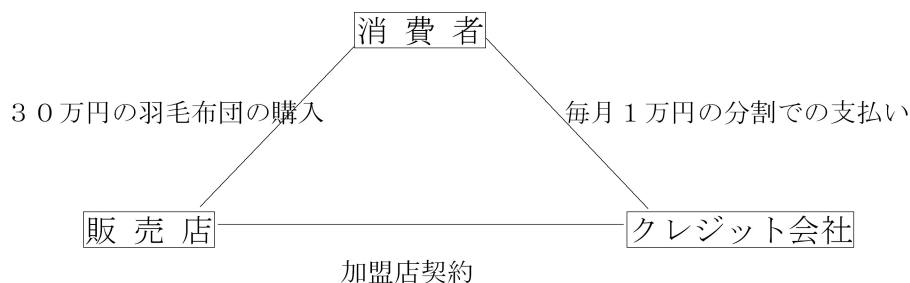 消費者
３０万円の羽毛布団の購入
毎月１万円の分割での支払い
販売店
クレジット会社
加盟店契約